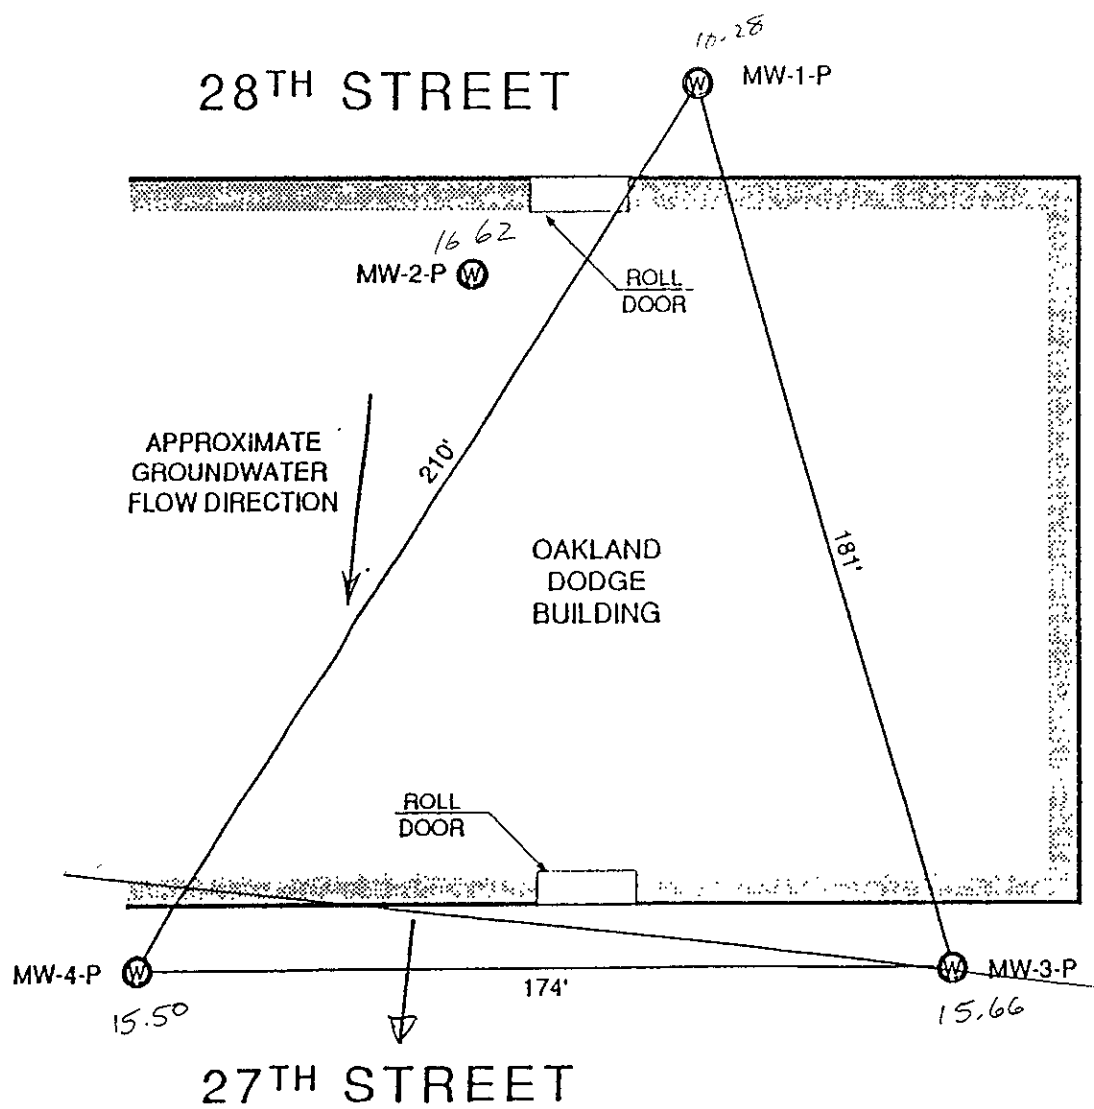 10.28
28TH STREET
MW-1-P
W
16 62
MW-2-P W
ROLL
DOOR
APPROXIMATE
GROUNDWATER
FLOW DIRECTION
210'
181'
OAKLAND
DODGE
BUILDING
ROLL
DOOR
MW-4-P W
W MW-3-P
174'
15.50
15.66
27TH STREET